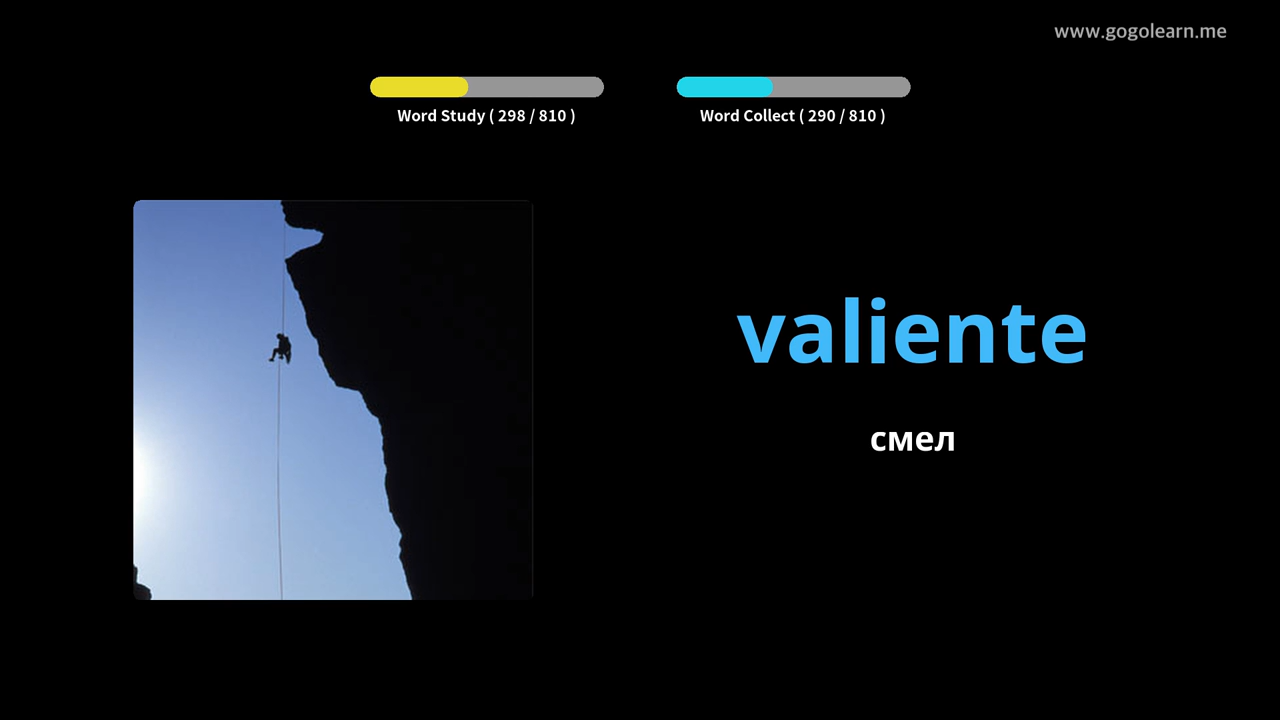 www.gogolearn.me
Word Study ( 298 / 810 )
Word Collect ( 290 / 810 )
valiente
смел